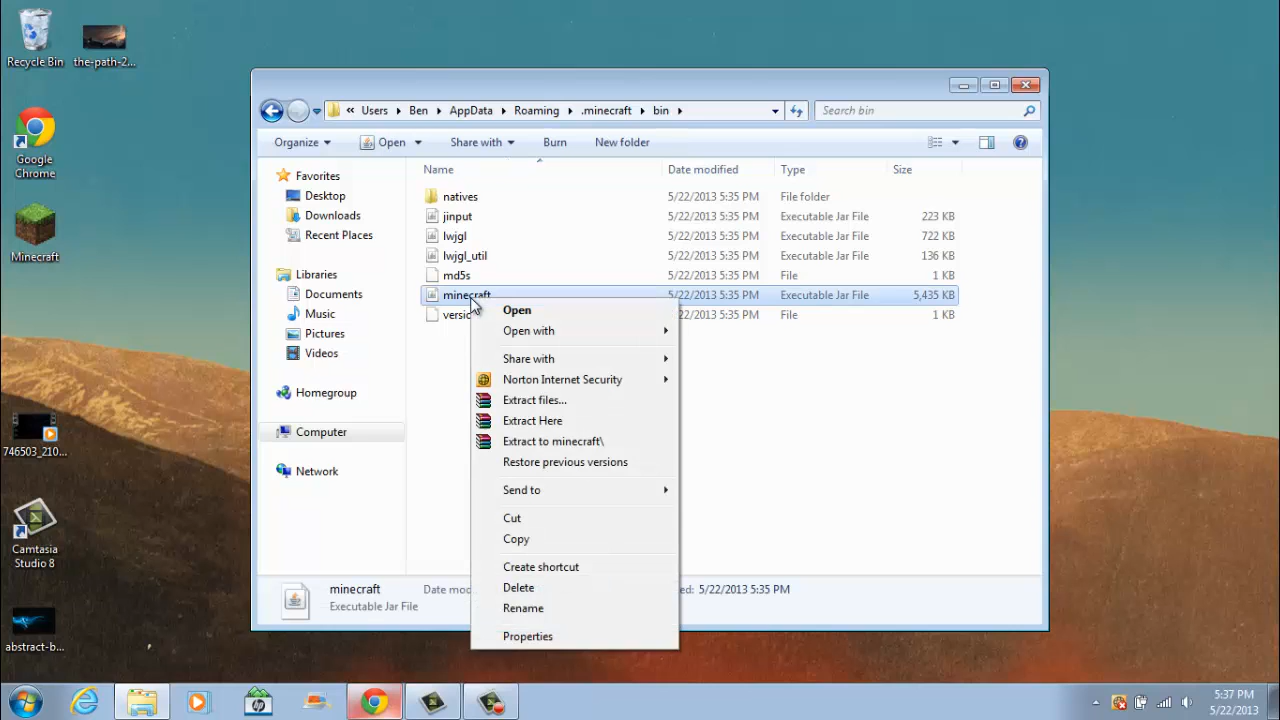 Recycle Bin
the-path-2...
Google
Chrome
Minecraft
746503_210...
Camtasia
Studio 8
abstract-b...
« Users Ben AppData Roaming .minecraft bin
Search bin
Organize Open Share with Burn New folder
Favorites
Desktop
Downloads
Recent Places
Libraries
Documents
Music
Pictures
Videos
Homegroup
Computer
Network
Name Date modified Type Size
natives 5/22/2013 5:35 PM File folder
jinput 5/22/2013 5:35 PM Executable Jar File 223 KB
lwjgl 5/22/2013 5:35 PM Executable Jar File 722 KB
lwjgl_util 5/22/2013 5:35 PM Executable Jar File 136 KB
md5s 5/22/2013 5:35 PM File 1 KB
minecraft 5/22/2013 5:35 PM Executable Jar File 5,435 KB
5:35 PM File 1 KB
Open
Open with
Share with
Norton Internet Security
Extract files...
Extract Here
Extract to minecraft\
Restore previous versions
Send to
Cut
Copy
Create shortcut
Delete
Rename
Properties
minecraft Date 5/22/2013 5:35 PM
Executable Jar File
5:37 PM
5/22/2013